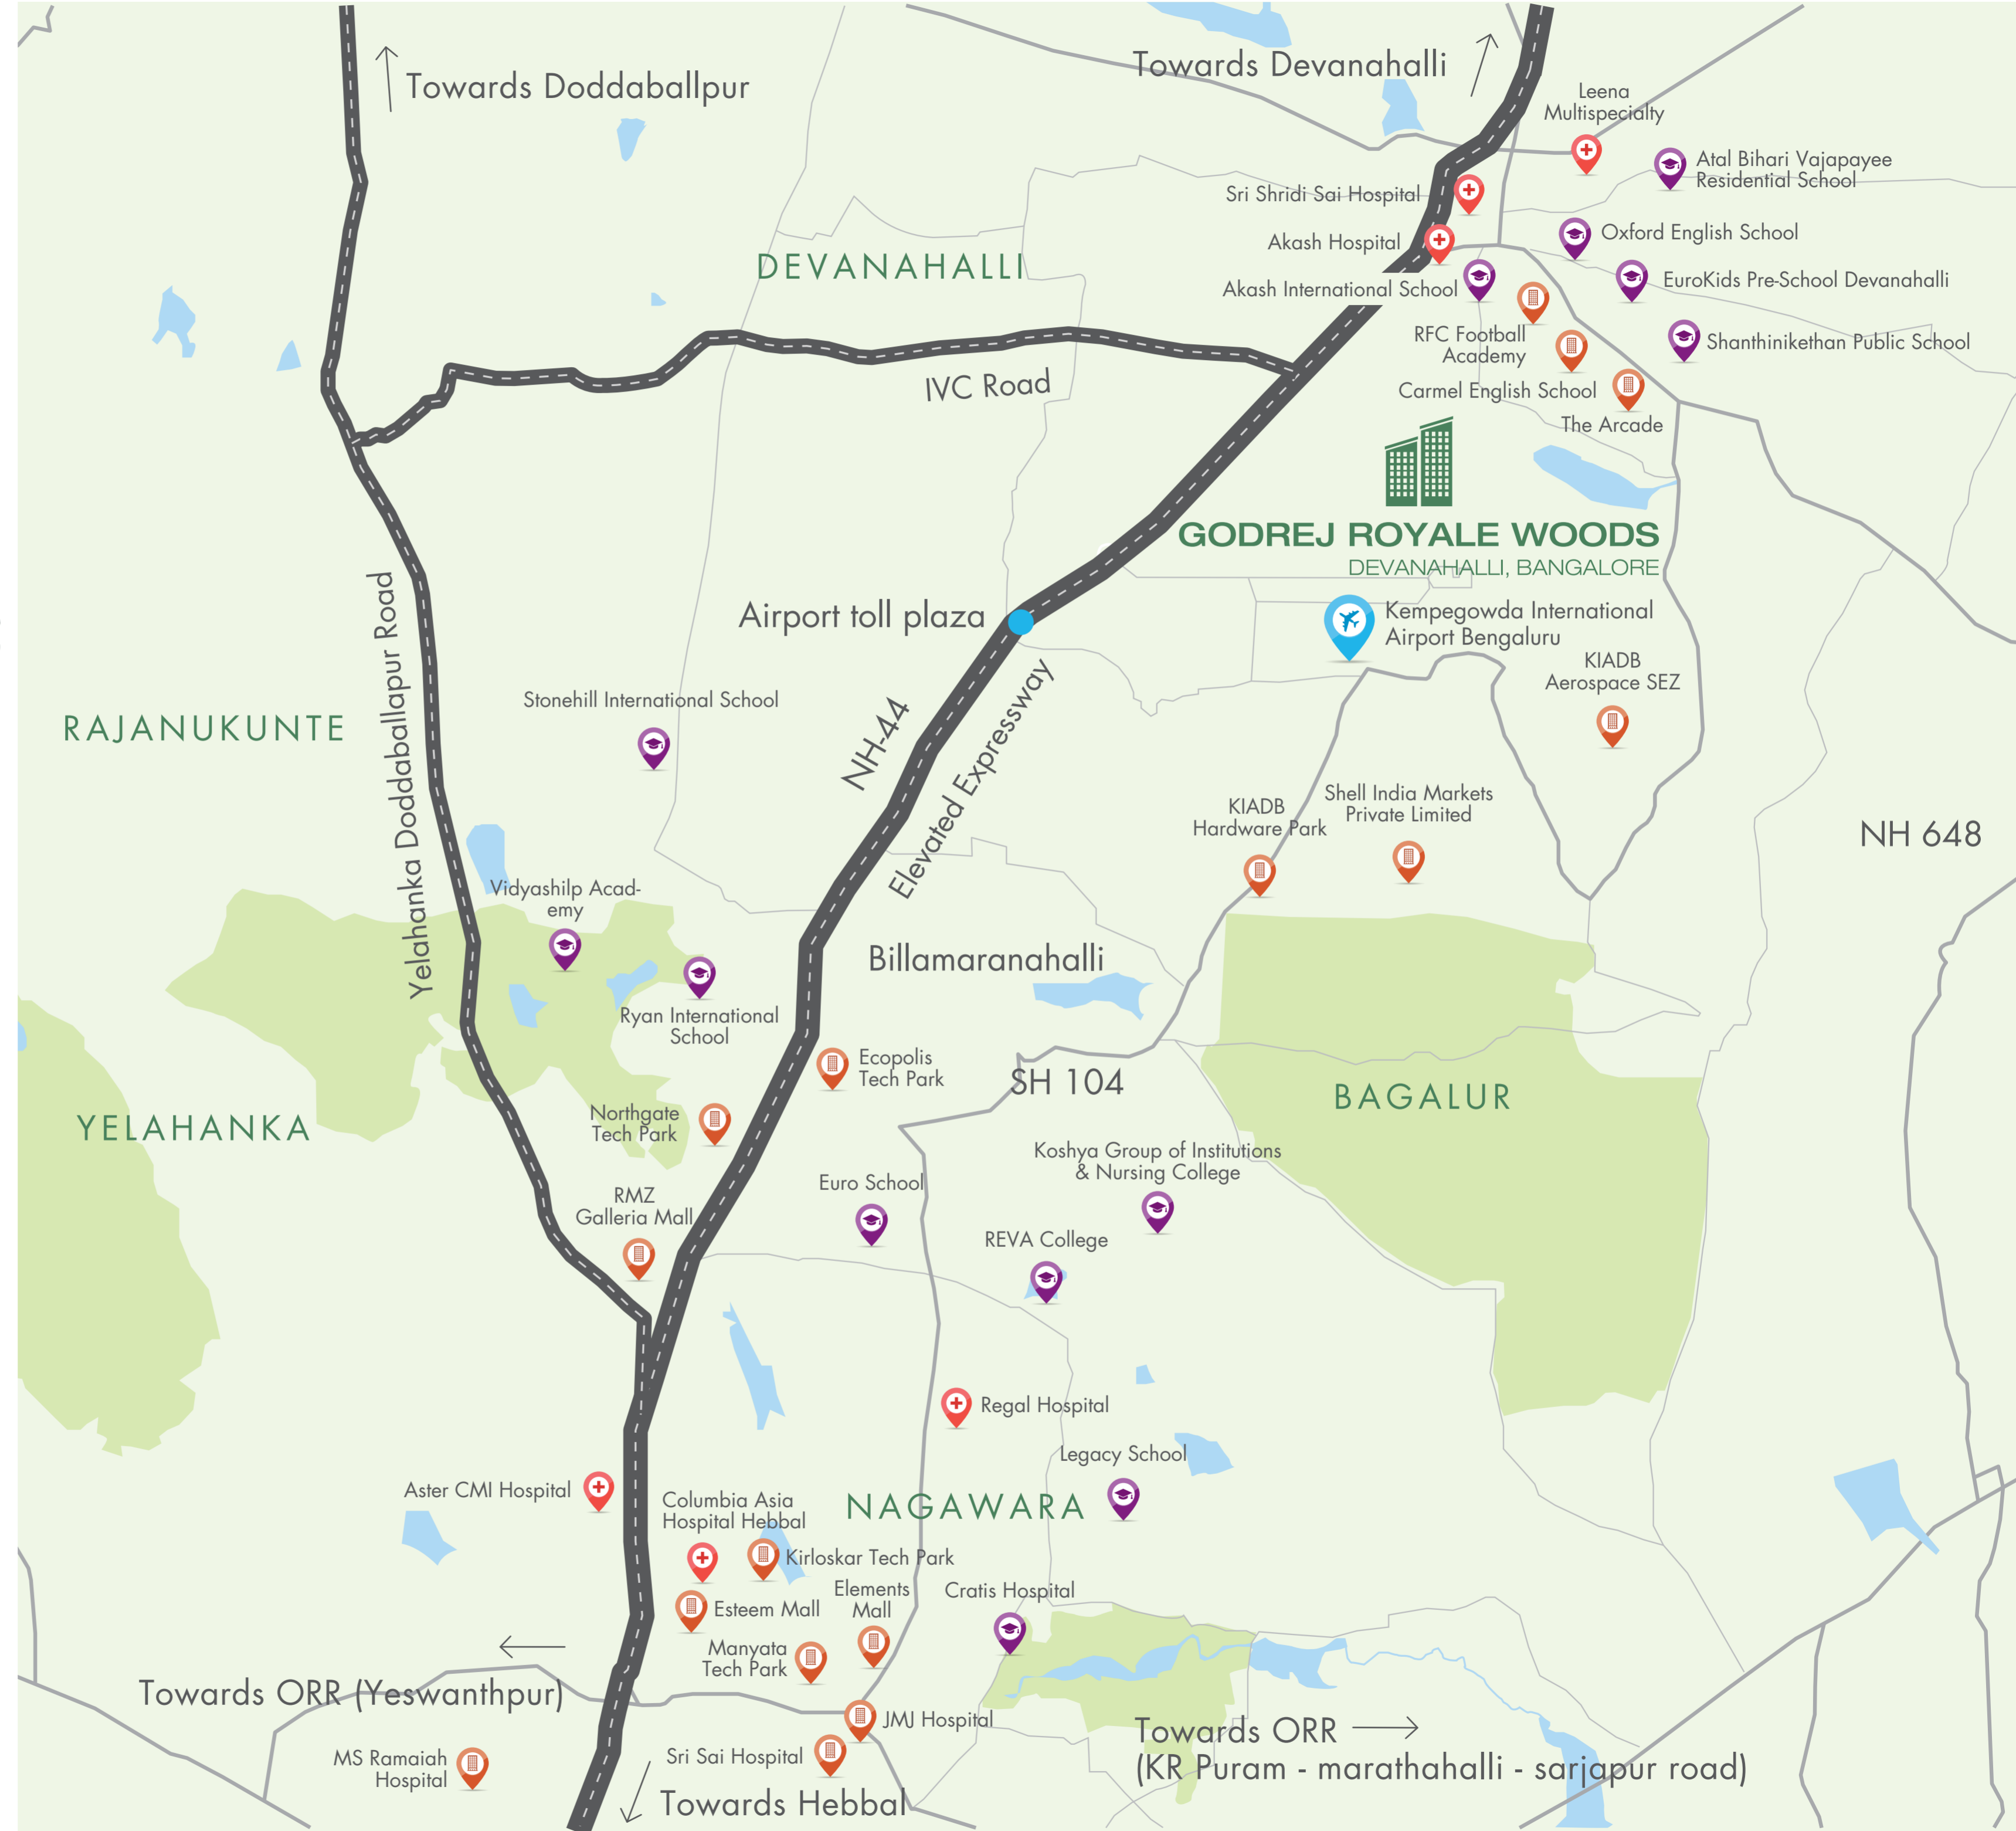 Towards Doddaballpur
Towards Devanahalli
Leena
Multispecialty
Atal Bihari Vajapayee
Residential School
Sri Shridi Sai Hospital
Akash Hospital
Oxford English School
DEVANAHALLI
Akash International School
EuroKids Pre-School Devanahalli
RFC Football
Academy
Shanthinikethan Public School
IVC Road
Carmel English School
The Arcade
GODREJ ROYALE WOODS
DEVANAHALLI, BANGALORE
Airport toll plaza
Kempegowda International
Airport Bengaluru
KIADB
Aerospace SEZ
Yelahanka Doddaballapur Road
Stonehill International School
RAJANUKUNTE
NH-44
Elevated Expressway
KIADB
Hardware Park
Shell India Markets
Private Limited
NH 648
Vidyashilp Acad-
emy
Billamaranahalli
Ryan International
School
Ecopolis
Tech Park
SH 104
BAGALUR
YELAHANKA
Northgate
Tech Park
Koshya Group of Institutions
& Nursing College
Euro School
RMZ
Galleria Mall
REVA College
Regal Hospital
Legacy School
Aster CMI Hospital
Columbia Asia
Hospital Hebbal
NAGAWARA
Kirloskar Tech Park
Elements
Mall
Cratis Hospital
Esteem Mall
Manyata
Tech Park
Towards ORR (Yeswanthpur)
JMJ Hospital
Towards ORR
(KR Puram - marathahalli - sarjapur road)
MS Ramaiah
Hospital
Sri Sai Hospital
Towards Hebbal